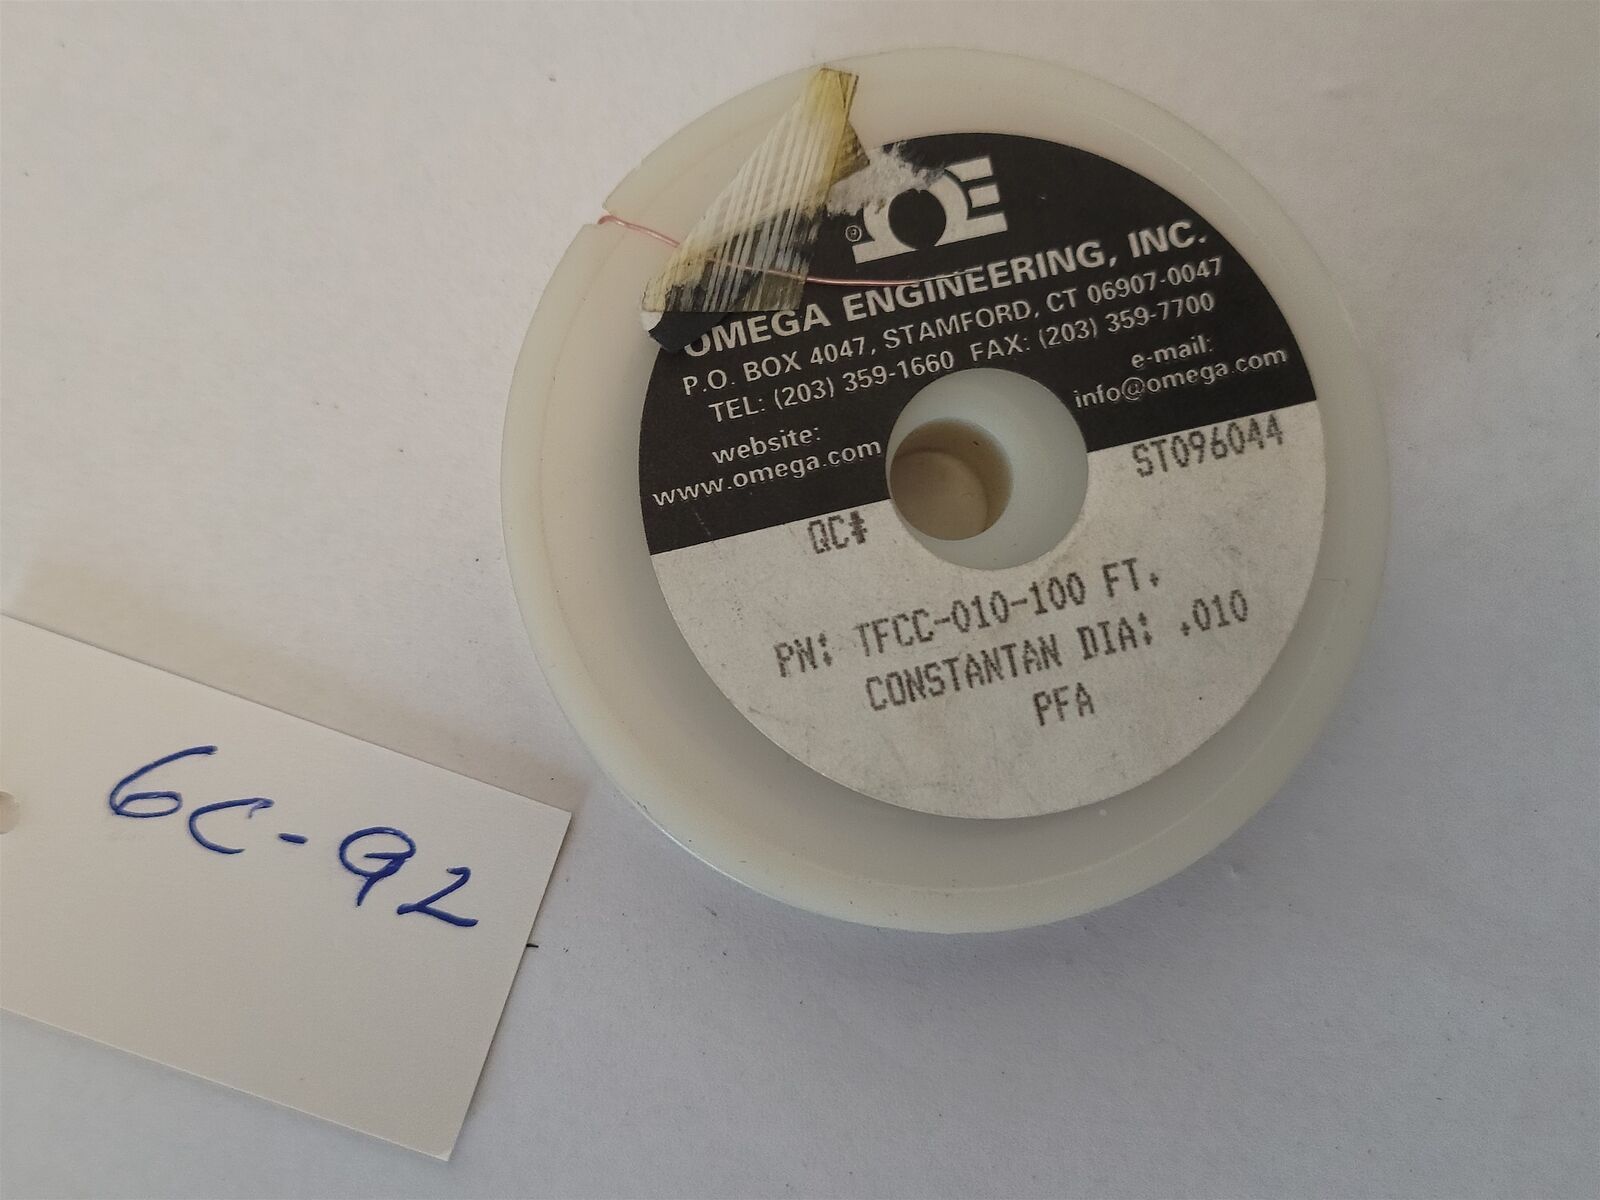 ®
OMEGA ENGINEERING, INC.
P.O. BOX 4047, STAMFORD, CT 06907-0047
TEL: (203) 359-1660 FAX: (203) 359-7700
website:
www.omega.com
e-mail:
info@omega.com
QC#
ST096044
PN: TFCC-010-100 FT.
CONSTANTAN DIA: .010
PFA
6C-92